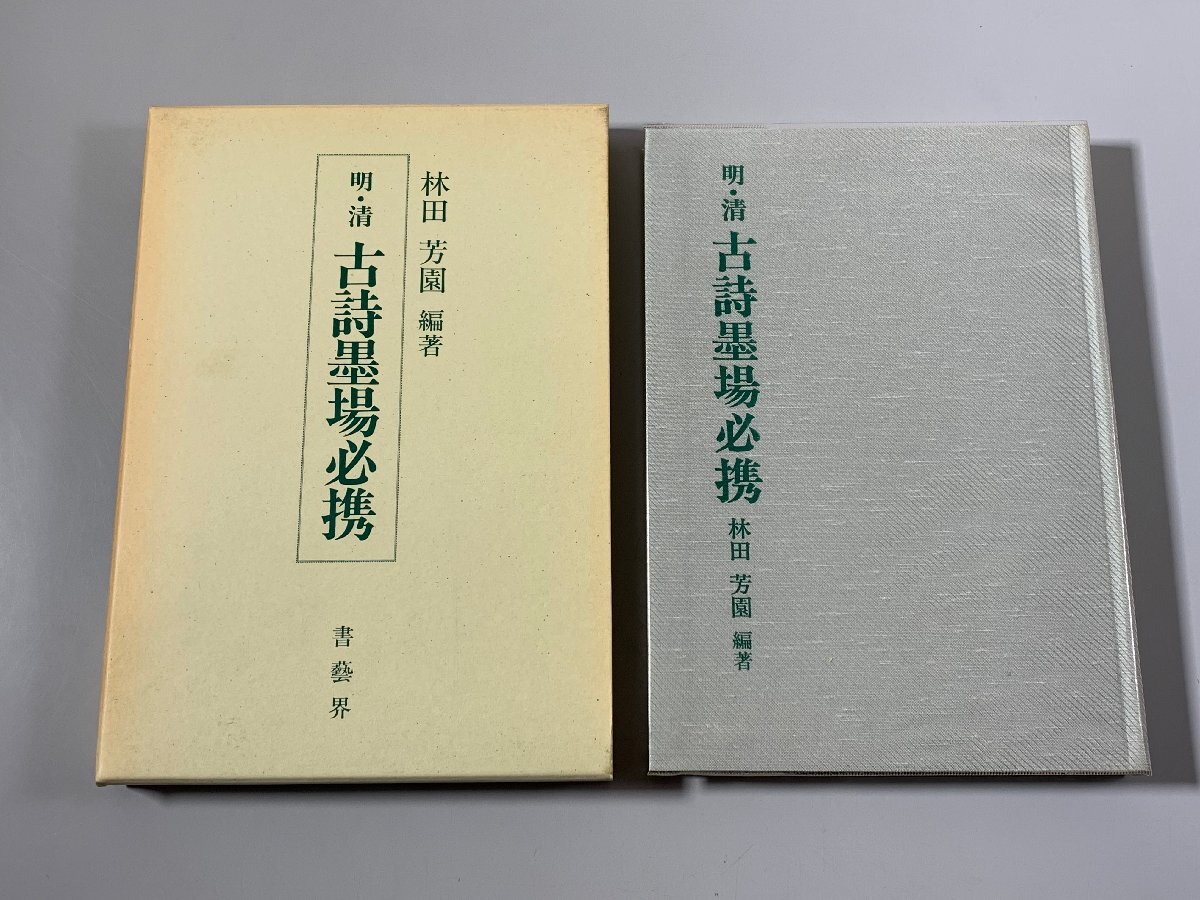 林田 芳園 編著
明・清 古詩墨場必携
書藝界
明・清 古詩墨場必携 林田 芳園 編著